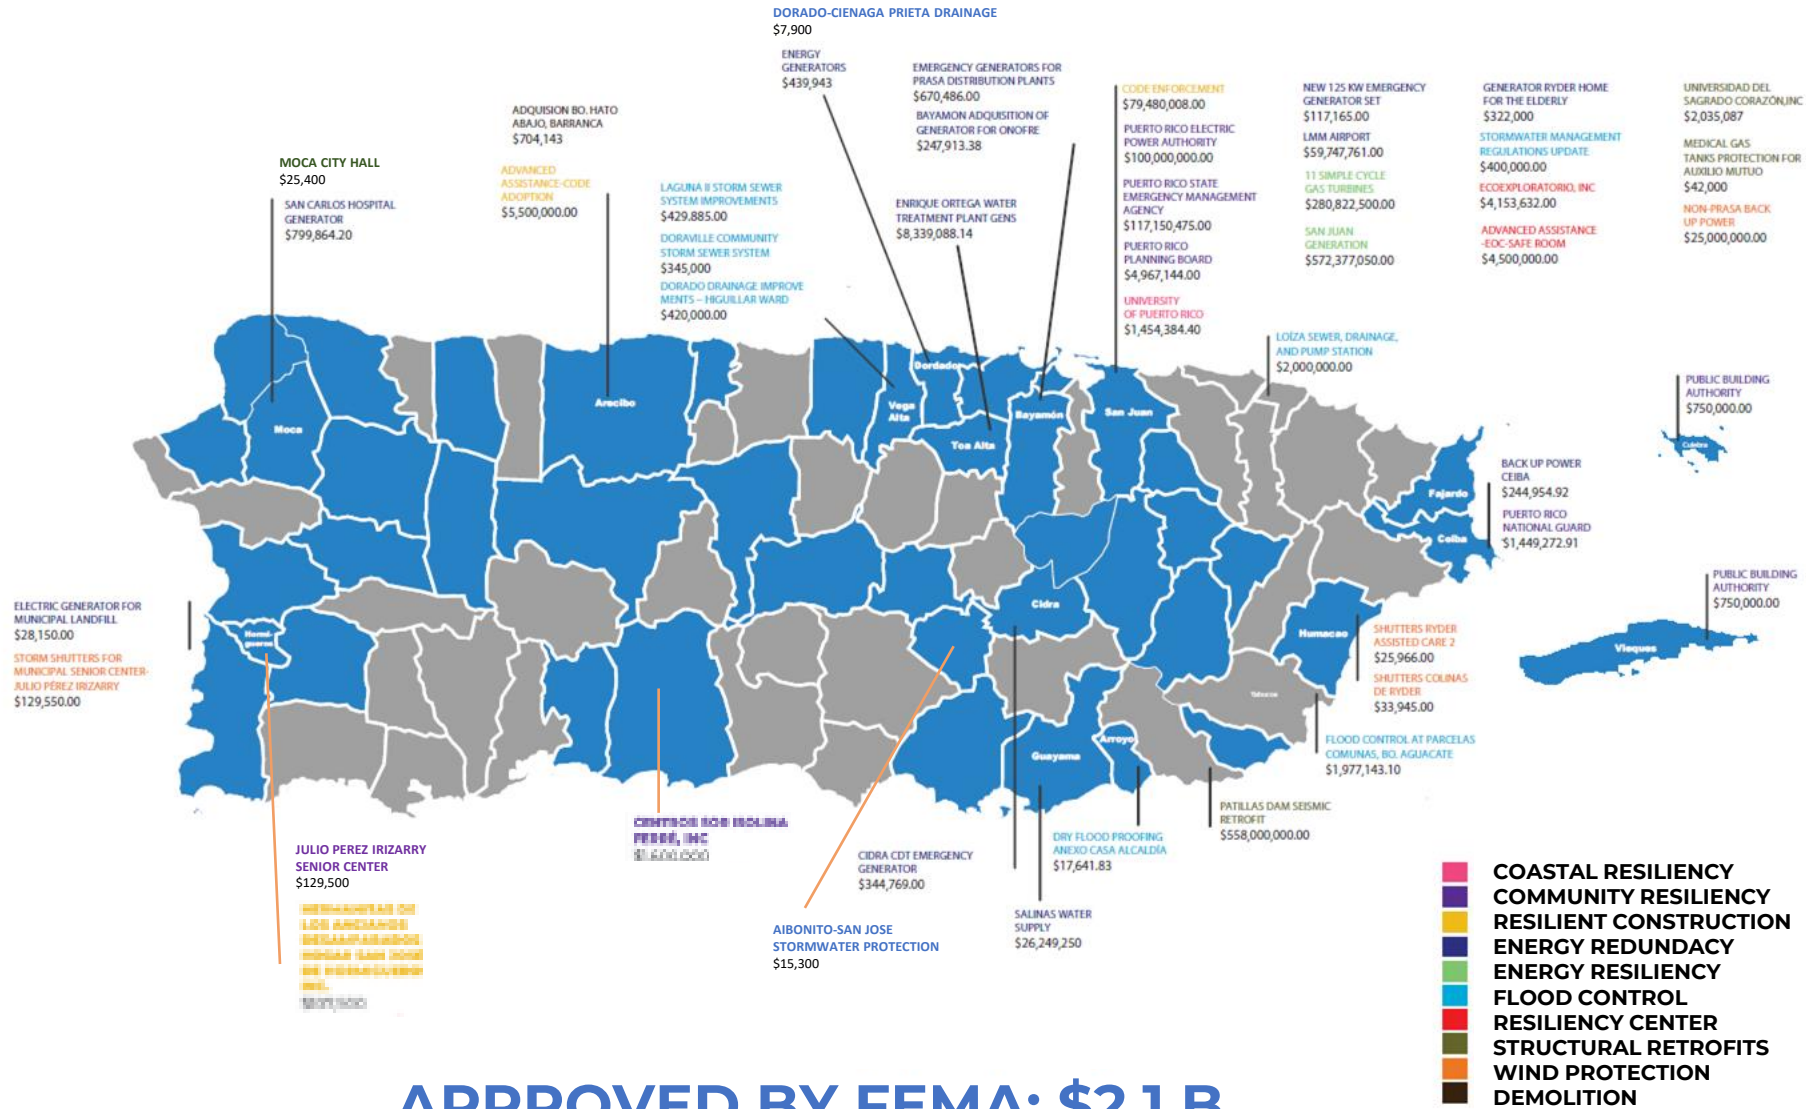 DORADO-CIENAGA PRIETA DRAINAGE
$7,900
ENERGY
GENERATORS
$439,943
EMERGENCY GENERATORS FOR
PRASA DISTRIBUTION PLANTS
$670,486.00
BAYAMON ADQUISITION OF
GENERATOR FOR ONOFRE
$247,913.38
CODE ENFORCEMENT
$79,480,008.00
PUERTO RICO ELECTRIC
POWER AUTHORITY
$100,000,000.00
PUERTO RICO STATE
EMERGENCY MANAGEMENT
AGENCY
$117,150,475.00
PUERTO RICO
PLANNING BOARD
$4,967,144.00
UNIVERSITY
OF PUERTO RICO
$1,454,384.40
NEW 125 KW EMERGENCY
GENERATOR SET
$117,165.00
LMM AIRPORT
$59,747,761.00
11 SIMPLE CYCLE
GAS TURBINES
$280,822,500.00
SAN JUAN
GENERATION
$572,377,050.00
GENERATOR RYDER HOME
FOR THE ELDERLY
$322,000
STORMWATER MANAGEMENT
REGULATIONS UPDATE
$400,000.00
ECOEXPLORATORIO, INC
$4,153,632.00
ADVANCED ASSISTANCE
-EOC-SAFE ROOM
$4,500,000.00
UNIVERSIDAD DEL
SAGRADO CORAZÓN,INC
$2,035,087
MEDICAL GAS
TANKS PROTECTION FOR
AUXILIO MUTUO
$42,000
NON-PRASA BACK
UP POWER
$25,000,000.00
ADQUISION BO. HATO
ABAJO, BARRANCA
$704,143
ADVANCED
ASSISTANCE-CODE
ADOPTION
$5,500,000.00
MOCA CITY HALL
$25,400
SAN CARLOS HOSPITAL
GENERATOR
$799,864.20
LAGUNA II STORM SEWER
SYSTEM IMPROVEMENTS
$429.885.00
DORAVILLE COMMUNITY
STORM SEWER SYSTEM
$345,000
DORADO DRAINAGE IMPROVE
MENTS – HIGUILLAR WARD
$420,000.00
ENRIQUE ORTEGA WATER
TREATMENT PLANT GENS
$8,339,088.14
LOÍZA SEWER, DRAINAGE,
AND PUMP STATION
$2,000,000.00
PUBLIC BUILDING
AUTHORITY
$750,000.00
Culebra
Dordado
Arecibo
Vega
Alta
Bayamón
San Juan
Moca
Toa Alta
Fajardo
Ceiba
BACK UP POWER
CEIBA
$244,954.92
PUERTO RICO
NATIONAL GUARD
$1,449,272.91
PUBLIC BUILDING
AUTHORITY
$750,000.00
Vieques
ELECTRIC GENERATOR FOR
MUNICIPAL LANDFILL
$28,150.00
STORM SHUTTERS FOR
MUNICIPAL SENIOR CENTER-
JULIO PÉREZ IRIZARRY
$129,550.00
Hormi-
gueros
Cidra
Humacao
SHUTTERS RYDER
ASSISTED CARE 2
$25,966.00
SHUTTERS COLINAS
DE RYDER
$33,945.00
Guayama
Arroyo
FLOOD CONTROL AT PARCELAS
COMUNAS, BO. AGUACATE
$1,977,143.10
PATILLAS DAM SEISMIC
RETROFIT
$558,000,000.00
DRY FLOOD PROOFING
ANEXO CASA ALCALDÍA
$17,641.83
CENTROS SOR ISOLINA
FERRÉ, INC
JULIO PEREZ IRIZARRY
SENIOR CENTER
$129,500
CIDRA CDT EMERGENCY
GENERATOR
$344,769.00
AIBONITO-SAN JOSE
STORMWATER PROTECTION
$15,300
SALINAS WATER
SUPPLY
$26,249,250
COASTAL RESILIENCY
COMMUNITY RESILIENCY
RESILIENT CONSTRUCTION
ENERGY REDUNDACY
ENERGY RESILIENCY
FLOOD CONTROL
RESILIENCY CENTER
STRUCTURAL RETROFITS
WIND PROTECTION
DEMOLITION
APPROVED BY FEMA: $2.1 B